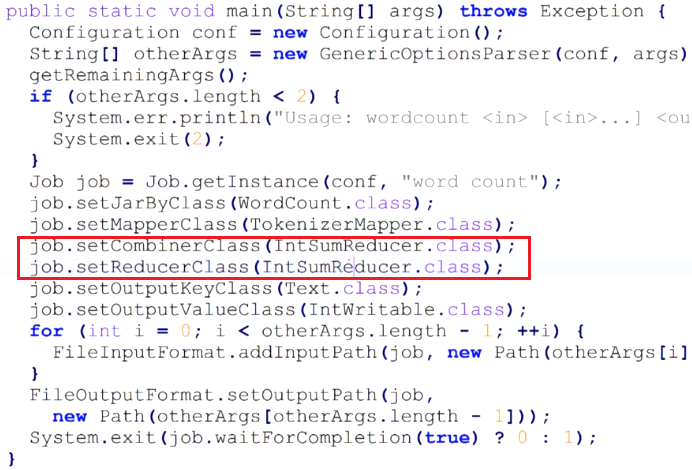 public static void main(String[] args) throws Exception {
  Configuration conf = new Configuration();
  String[] otherArgs = new GenericOptionsParser(conf, args)
  getRemainingArgs();
  if (otherArgs.length < 2) {
    System.err.println("Usage: wordcount <in> [<in>...] <ou
    System.exit(2);
  }
  Job job = Job.getInstance(conf, "word count");
  job.setJarByClass(WordCount.class);
  job.setMapperClass(TokenizerMapper.class);
  job.setCombinerClass(IntSumReducer.class);
  job.setReducerClass(IntSumReducer.class);
  job.setOutputKeyClass(Text.class);
  job.setOutputValueClass(IntWritable.class);
  for (int i = 0; i < otherArgs.length - 1; ++i) {
    FileInputFormat.addInputPath(job, new Path(otherArgs[i]
  }
  FileOutputFormat.setOutputPath(job,
    new Path(otherArgs[otherArgs.length - 1]));
  System.exit(job.waitForCompletion(true) ? 0 : 1);
}